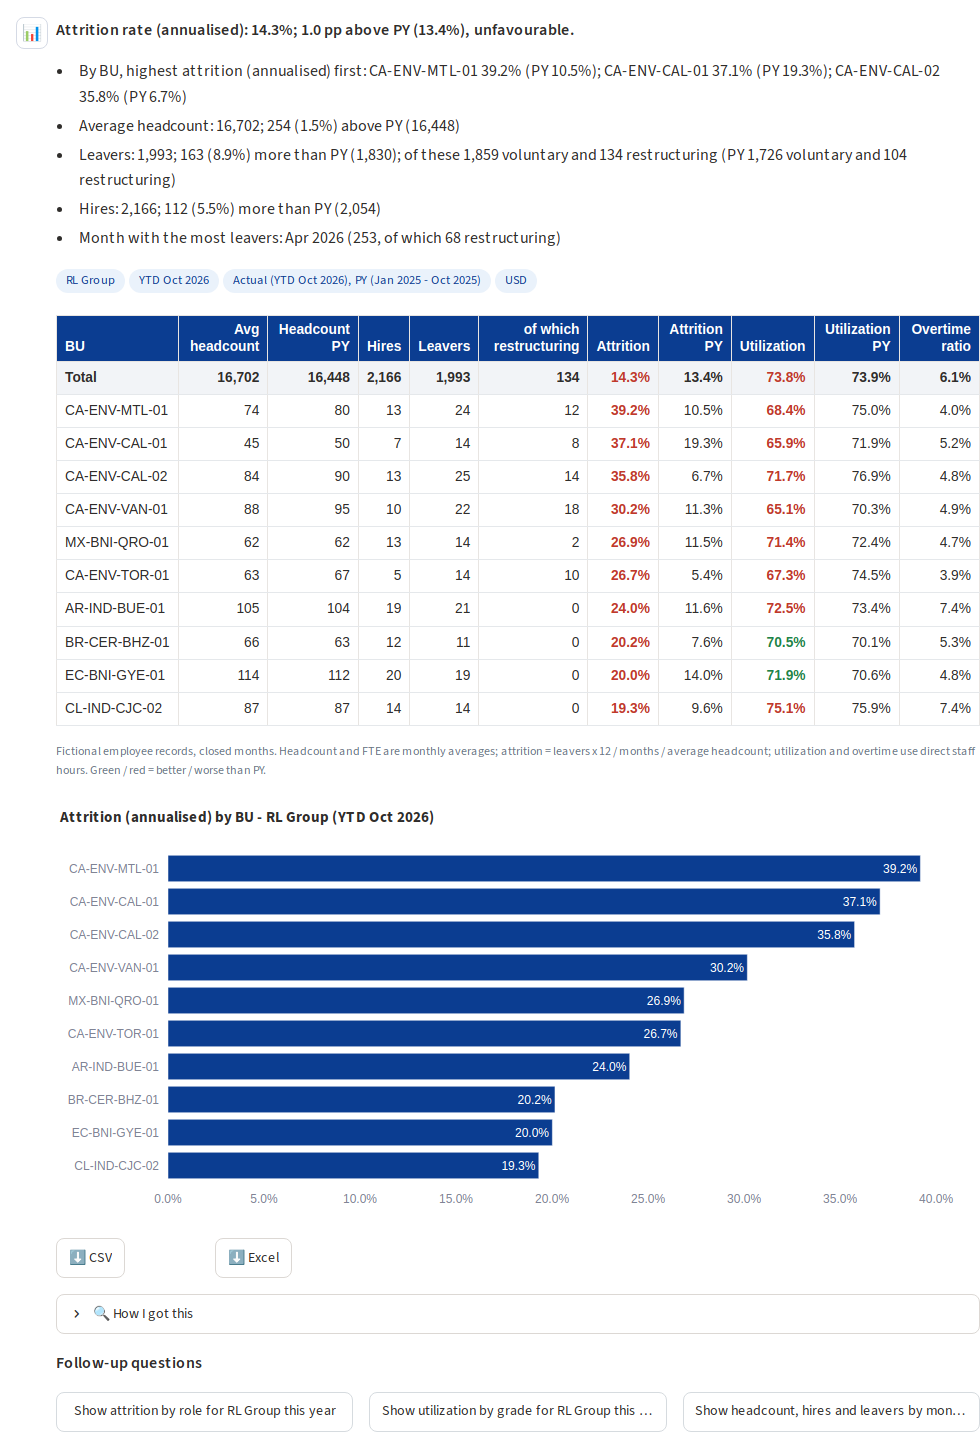 Attrition rate (annualised): 14.3%; 1.0 pp above PY (13.4%), unfavourable.
By BU, highest attrition (annualised) first: CA-ENV-MTL-01 39.2% (PY 10.5%); CA-ENV-CAL-01 37.1% (PY 19.3%); CA-ENV-CAL-02
35.8% (PY 6.7%)
Average headcount: 16,702; 254 (1.5%) above PY (16,448)
Leavers: 1,993; 163 (8.9%) more than PY (1,830); of these 1,859 voluntary and 134 restructuring (PY 1,726 voluntary and 104
restructuring)
Hires: 2,166; 112 (5.5%) more than PY (2,054)
Month with the most leavers: Apr 2026 (253, of which 68 restructuring)
RL Group YTD Oct 2026 Actual (YTD Oct 2026), PY (Jan 2025 - Oct 2025) USD
BU Avg headcount Headcount PY Hires Leavers of which restructuring Attrition Attrition PY Utilization Utilization PY Overtime ratio
Total 16,702 16,448 2,166 1,993 134 14.3% 13.4% 73.8% 73.9% 6.1%
CA-ENV-MTL-01 74 80 13 24 12 39.2% 10.5% 68.4% 75.0% 4.0%
CA-ENV-CAL-01 45 50 7 14 8 37.1% 19.3% 65.9% 71.9% 5.2%
CA-ENV-CAL-02 84 90 13 25 14 35.8% 6.7% 71.7% 76.9% 4.8%
CA-ENV-VAN-01 88 95 10 22 18 30.2% 11.3% 65.1% 70.3% 4.9%
MX-BNI-QRO-01 62 62 13 14 2 26.9% 11.5% 71.4% 72.4% 4.7%
CA-ENV-TOR-01 63 67 5 14 10 26.7% 5.4% 67.3% 74.5% 3.9%
AR-IND-BUE-01 105 104 19 21 0 24.0% 11.6% 72.5% 73.4% 7.4%
BR-CER-BHZ-01 66 63 12 11 0 20.2% 7.6% 70.5% 70.1% 5.3%
EC-BNI-GYE-01 114 112 20 19 0 20.0% 14.0% 71.9% 70.6% 4.8%
CL-IND-CJC-02 87 87 14 14 0 19.3% 9.6% 75.1% 75.9% 7.4%
Fictional employee records, closed months. Headcount and FTE are monthly averages; attrition = leavers x 12 / months / average headcount; utilization and overtime use direct staff
hours. Green / red = better / worse than PY.
Attrition (annualised) by BU - RL Group (YTD Oct 2026)
CA-ENV-MTL-01 39.2%
CA-ENV-CAL-01 37.1%
CA-ENV-CAL-02 35.8%
CA-ENV-VAN-01 30.2%
MX-BNI-QRO-01 26.9%
CA-ENV-TOR-01 26.7%
AR-IND-BUE-01 24.0%
BR-CER-BHZ-01 20.2%
EC-BNI-GYE-01 20.0%
CL-IND-CJC-02 19.3%
0.0% 5.0% 10.0% 15.0% 20.0% 25.0% 30.0% 35.0% 40.0%
CSV Excel
How I got this
Follow-up questions
Show attrition by role for RL Group this year Show utilization by grade for RL Group this … Show headcount, hires and leavers by mon…